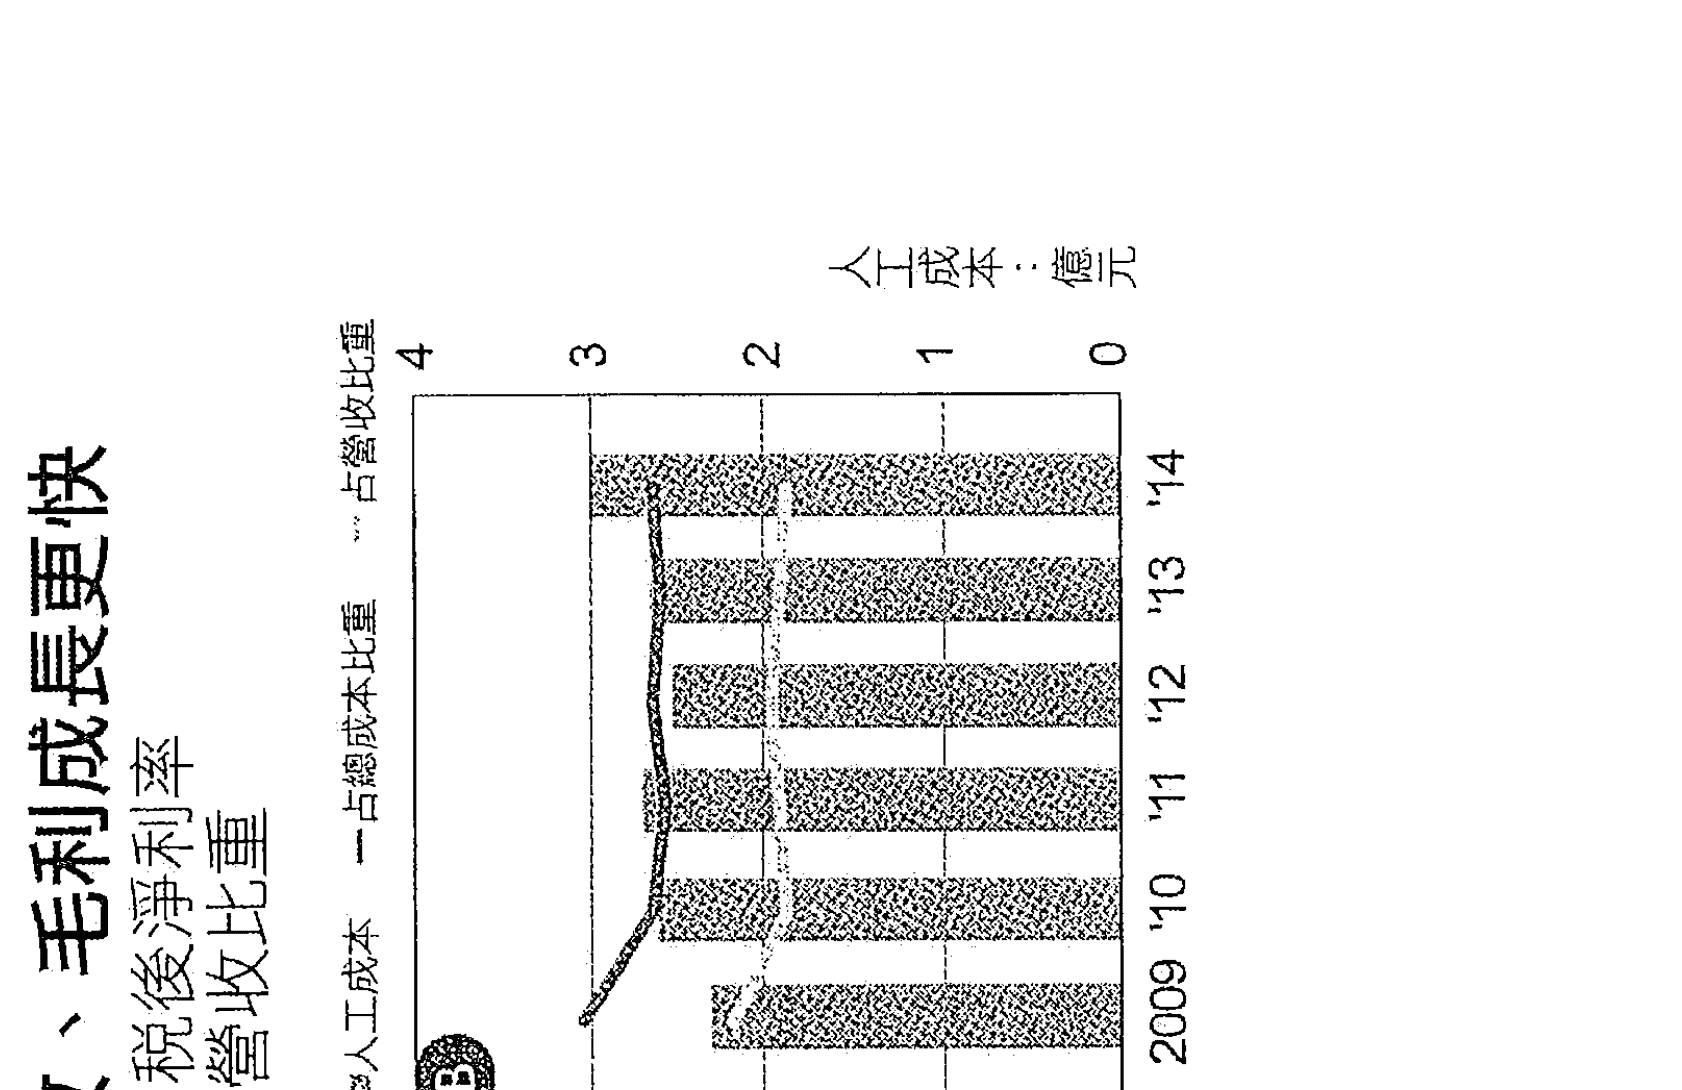 、毛利成長更快
稅後淨利率
營收比重
人工成本 占總成本比重 占營收比重
4
3
2
1
0
人工成本：億元
2009 '10 '11 '12 '13 '14